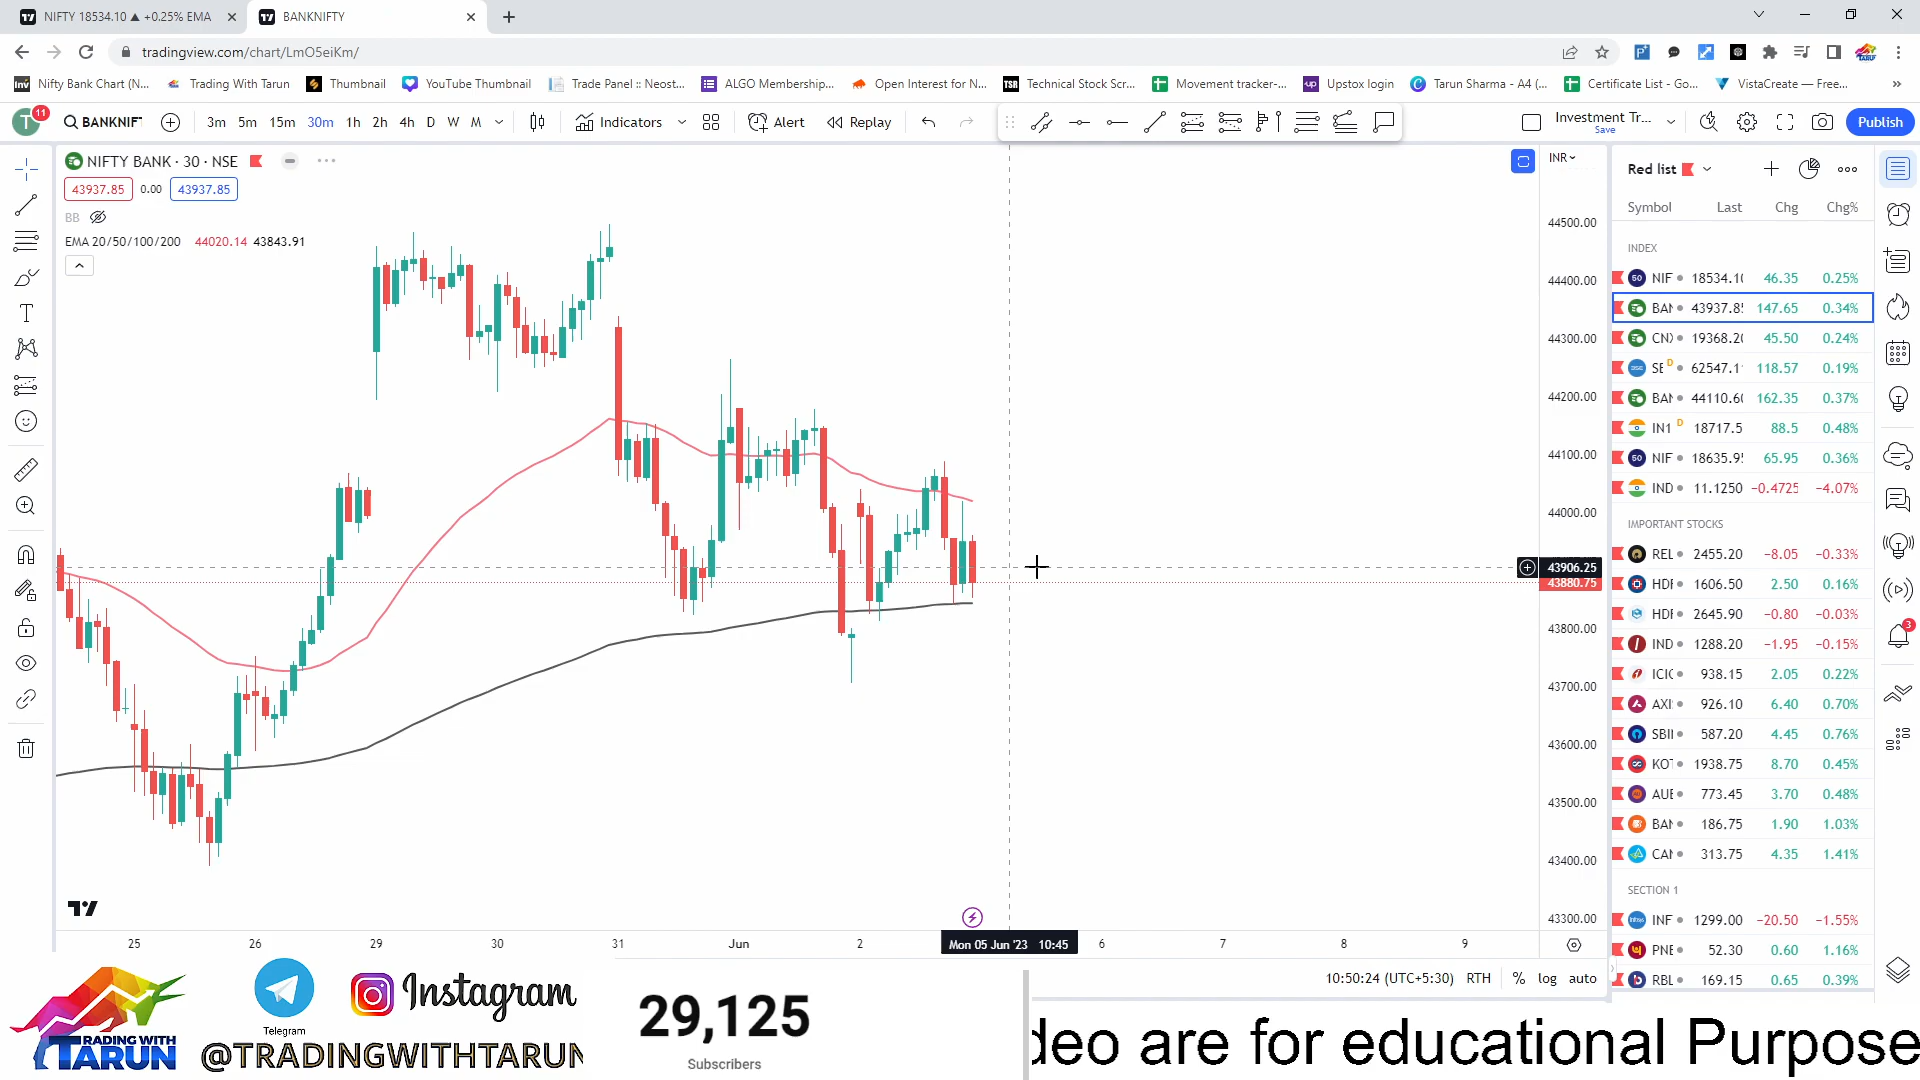 NIFTY 18534.10 ▲ +0.25% EMA
BANKNIFTY
tradingview.com/chart/LmO5eiKm/
Nifty Bank Chart (N...
Trading With Tarun
Thumbnail
YouTube Thumbnail
Trade Panel :: Neost...
ALGO Membership...
Open Interest for N...
Technical Stock Scr...
Movement tracker-...
Upstox login
Tarun Sharma - A4 (...
Certificate List - Go...
VistaCreate — Free...
T 11
BANKNIF
3m 5m 15m 30m 1h 2h 4h D W M
Indicators
Alert
Replay
Investment Tr...
Save
Publish
NIFTY BANK · 30 · NSE
43937.85 0.00 43937.85
BB
EMA 20/50/100/200 44020.14 43843.91
INR
44500.00
44400.00
44300.00
44200.00
44100.00
44000.00
43906.25
43880.75
43800.00
43700.00
43600.00
43500.00
43400.00
43300.00
25 26 29 30 31 Jun 2 Mon 05 Jun '23 10:45 6 7 8 9
10:50:24 (UTC+5:30) RTH % log auto
Red list
Symbol Last Chg Chg%
INDEX
NIF 18534.10 46.35 0.25%
BAN 43937.85 147.65 0.34%
CNX 19368.20 45.50 0.24%
SE D 62547.11 118.57 0.19%
BAN 44110.60 162.35 0.37%
IN1 D 18717.5 88.5 0.48%
NIF 18635.95 65.95 0.36%
IND 11.1250 −0.4725 −4.07%
IMPORTANT STOCKS
REL 2455.20 −8.05 −0.33%
HDF 1606.50 2.50 0.16%
HDF 2645.90 −0.80 −0.03%
IND 1288.20 −1.95 −0.15%
ICIC 938.15 2.05 0.22%
AXI 926.10 6.40 0.70%
SBI 587.20 4.45 0.76%
KOT 1938.75 8.70 0.45%
AUB 773.45 3.70 0.48%
BAN 186.75 1.90 1.03%
CAN 313.75 4.35 1.41%
SECTION 1
INF 1299.00 −20.50 −1.55%
PNB 52.30 0.60 1.16%
RBL 169.15 0.65 0.39%
3
TRADING WITH
TARUN
Telegram
Instagram
@TRADINGWITHTARUN
29,125
Subscribers
deo are for educational Purpose